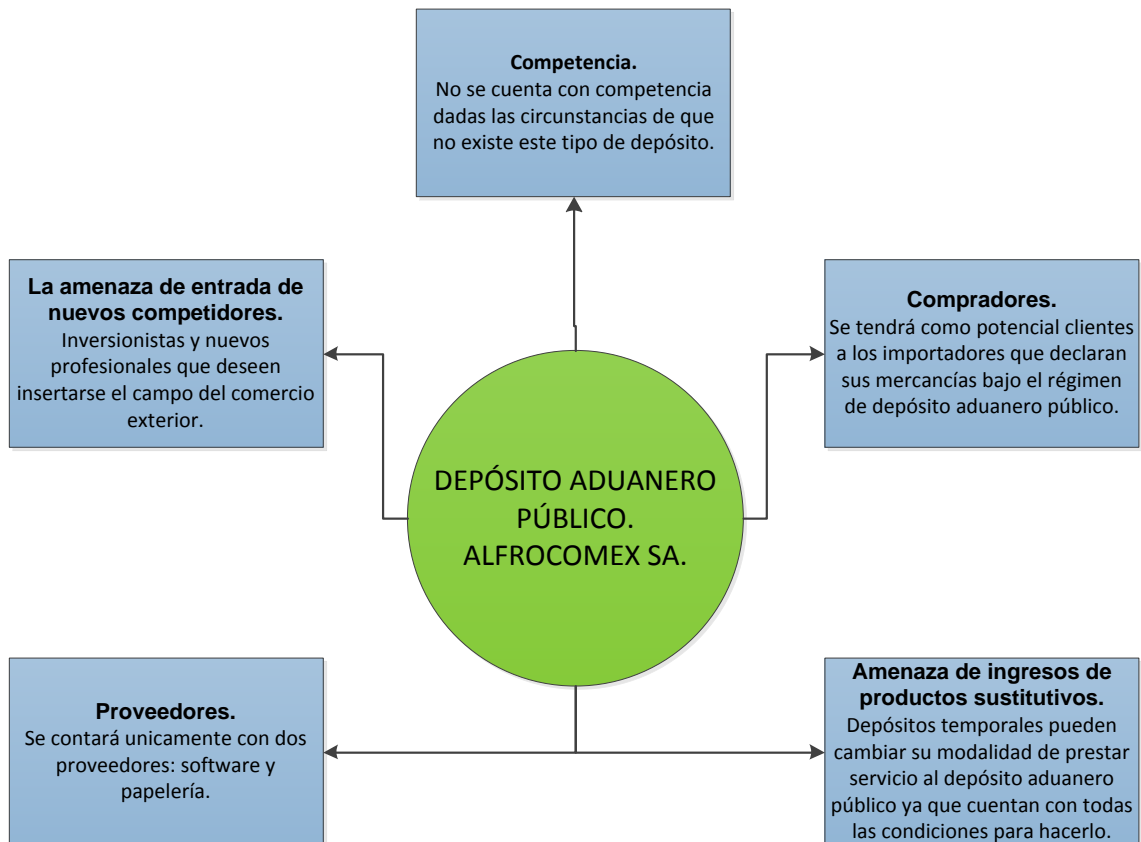 Competencia.
No se cuenta con competencia
dadas las circunstancias de que
no existe este tipo de depósito.
La amenaza de entrada de
nuevos competidores.
Inversionistas y nuevos
profesionales que deseen
insertarse el campo del comercio
exterior.
Compradores.
Se tendrá como potencial clientes
a los importadores que declaran
sus mercancías bajo el régimen
de depósito aduanero público.
DEPÓSITO ADUANERO
PÚBLICO.
ALFROCOMEX SA.
Proveedores.
Se contará unicamente con dos
proveedores: software y
papelería.
Amenaza de ingresos de
productos sustitutivos.
Depósitos temporales pueden
cambiar su modalidad de prestar
servicio al depósito aduanero
público ya que cuentan con todas
las condiciones para hacerlo.